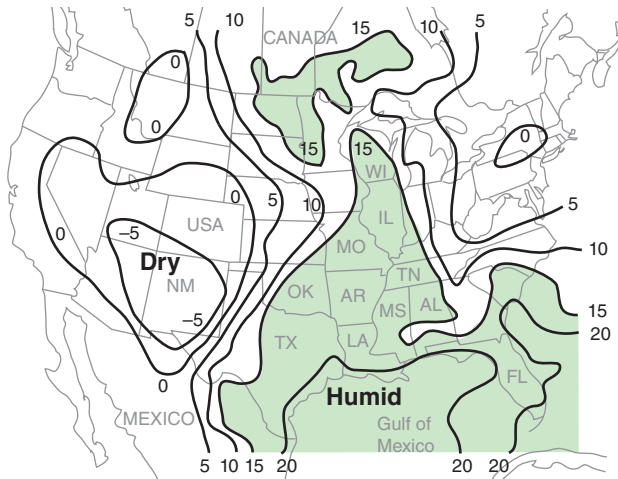 5 10 CANADA 15 10 5
0
0 15 15 0
WI
0 5 10 IL 5
0 –5 USA MO 10
Dry TN
NM OK AR MS AL
–5 15
TX LA 20
0 FL
Humid
MEXICO Gulf of
Mexico
5 10 15 20 20 20